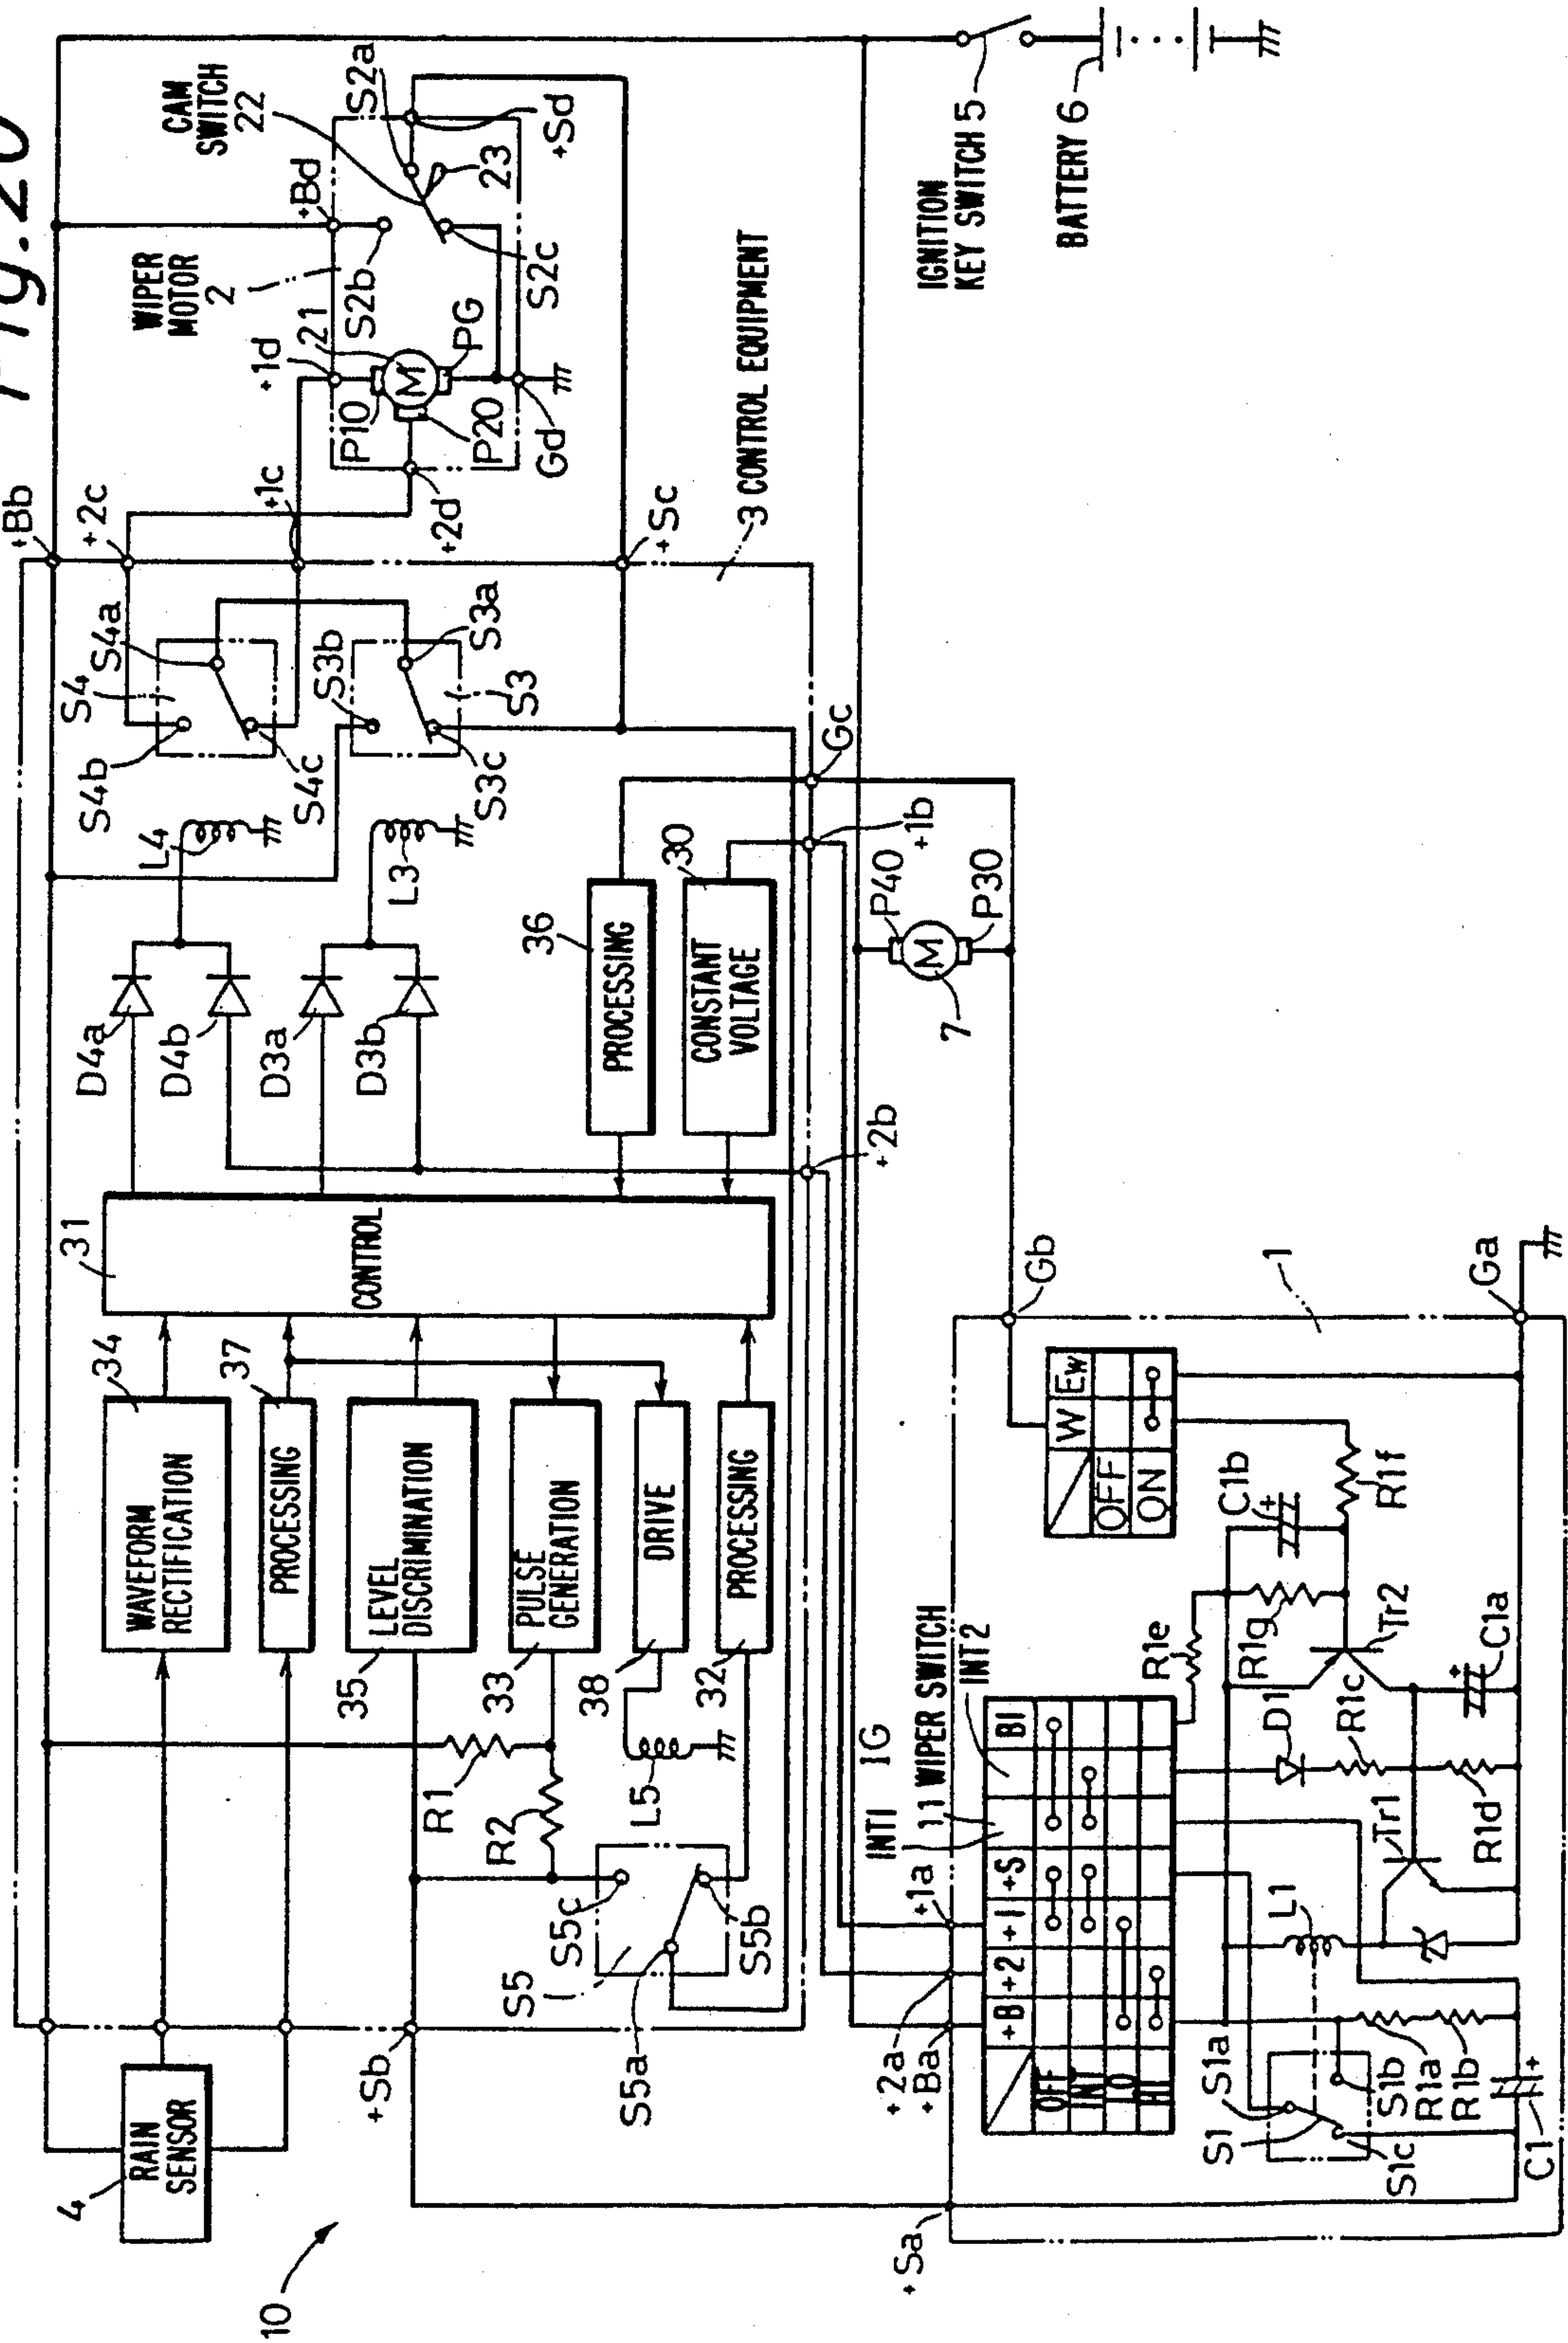 Fig.20
10
4
RAIN
SENSOR
34
WAVEFORM
RECTIFICATION
37
PROCESSING
35
LEVEL
DISCRIMINATION
33
PULSE
GENERATION
38
DRIVE
32
PROCESSING
31
CONTROL
36
PROCESSING
30
CONSTANT
VOLTAGE
D4a
D4b
D3a
D3b
L4
L3
S4
S4a
S4b
S4c
S3b
S3a
S3
S3c
+Bb
+2c
+1c
+Sc
3 CONTROL EQUIPMENT
R1
R2
L5
S5
S5c
S5b
S5a
+Sb
+2b
+1b
Gc
WIPER
MOTOR
2
+1d
21
P10
M
PG
P20
Gd
+2d
+Bd
S2b
S2c
CAM
SWITCH
22
S2a
23
+Sd
IGNITION
KEY SWITCH 5
BATTERY 6
P40
M
P30
7
Gb
Ga
1
IG
INT1
11 WIPER SWITCH
INT2
+Sa
+2a
+Ba
+1a
+B +2 +1 +S B1
OFF
INT
LO
HI
W Ew
OFF
ON
R1e
R1g
C1b
R1f
Tr2
C1a
D1
R1c
R1d
Tr1
L1
S1
S1a
S1b
S1c
R1a
R1b
C1